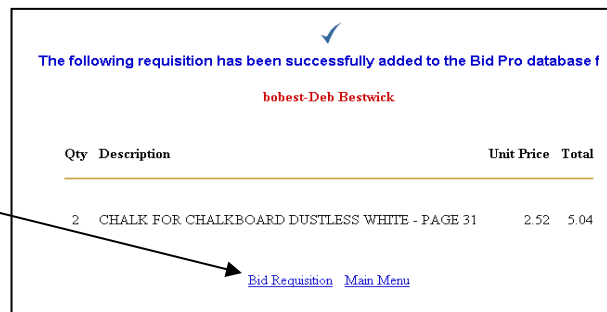 The following requisition has been successfully added to the Bid Pro database f
bobest-Deb Bestwick
Qty Description Unit Price Total
2 CHALK FOR CHALKBOARD DUSTLESS WHITE - PAGE 31 2.52 5.04
Bid Requisition Main Menu